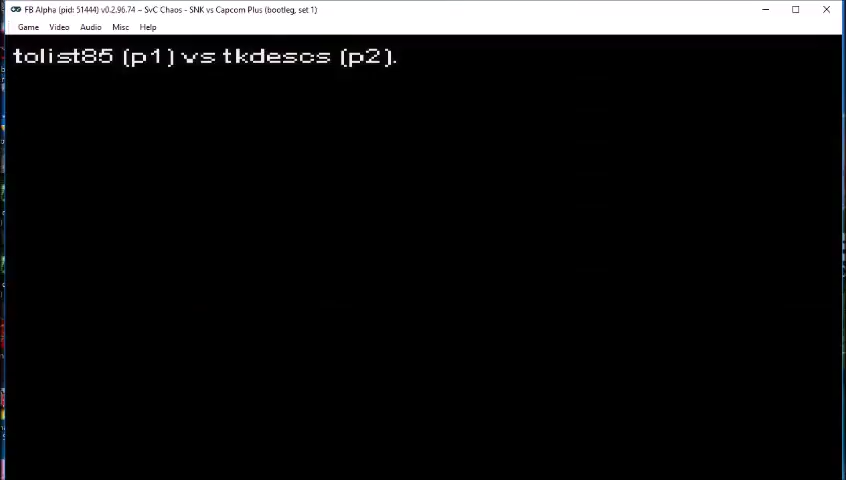 FB Alpha (pid: 51444) v0.2.96.74 – SvC Chaos - SNK vs Capcom Plus (bootleg, set 1)
Game Video Audio Misc Help
tolist85 (p1) vs tkdescs (p2).